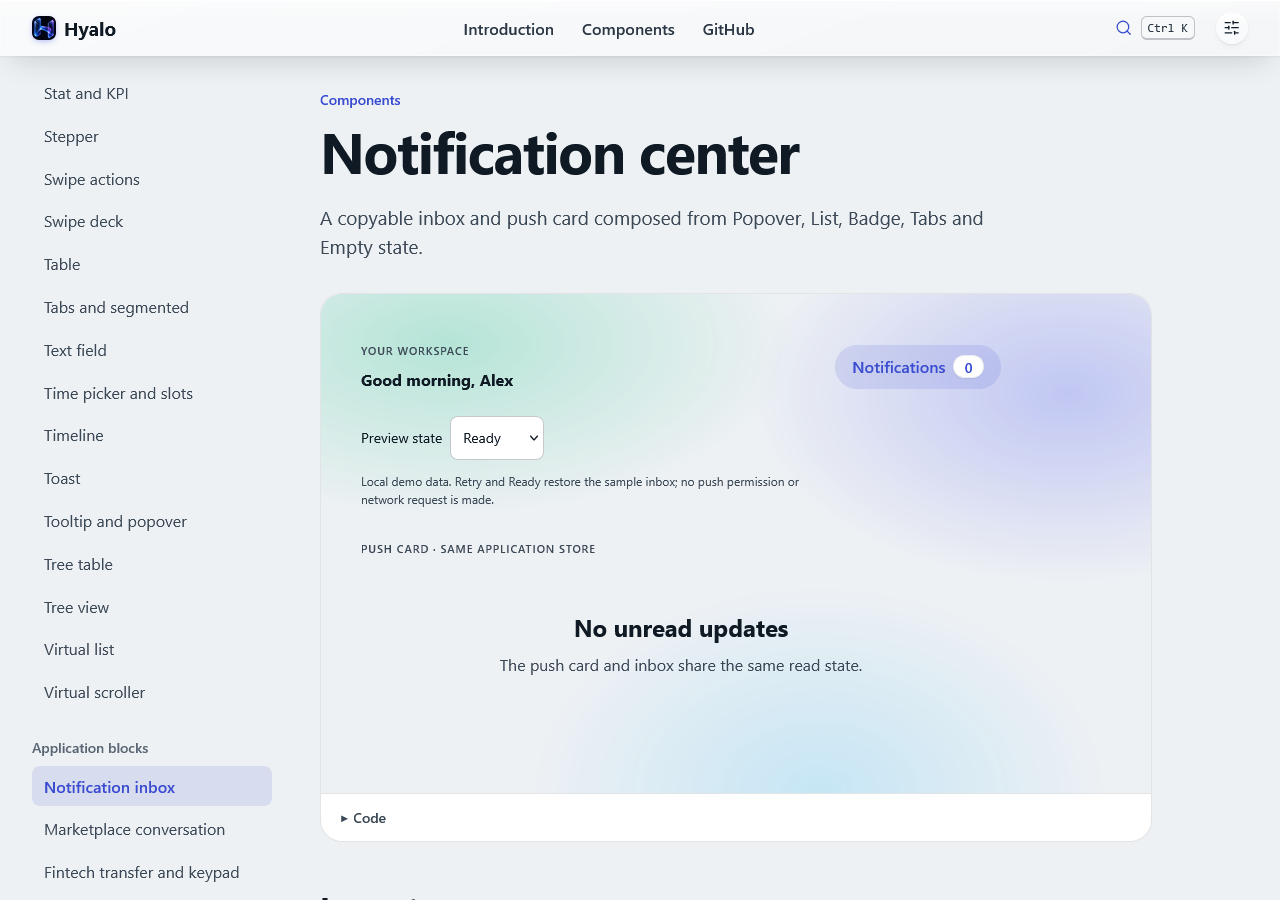 Hyalo
Introduction
Components
GitHub
Ctrl K
Stat and KPI
Stepper
Swipe actions
Swipe deck
Table
Tabs and segmented
Text field
Time picker and slots
Timeline
Toast
Tooltip and popover
Tree table
Tree view
Virtual list
Virtual scroller
Application blocks
Notification inbox
Marketplace conversation
Fintech transfer and keypad
Components
Notification center
A copyable inbox and push card composed from Popover, List, Badge, Tabs and
Empty state.
YOUR WORKSPACE
Good morning, Alex
Notifications 0
Preview state Ready
Local demo data. Retry and Ready restore the sample inbox; no push permission or
network request is made.
PUSH CARD · SAME APPLICATION STORE
No unread updates
The push card and inbox share the same read state.
Code